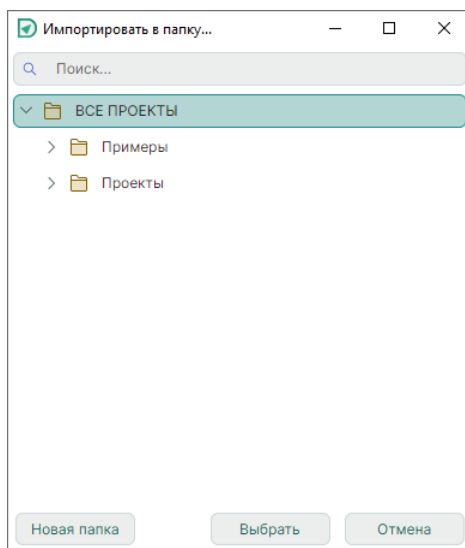 Импортировать в папку...
Поиск...
ВСЕ ПРОЕКТЫ
Примеры
Проекты
Новая папка Выбрать Отмена